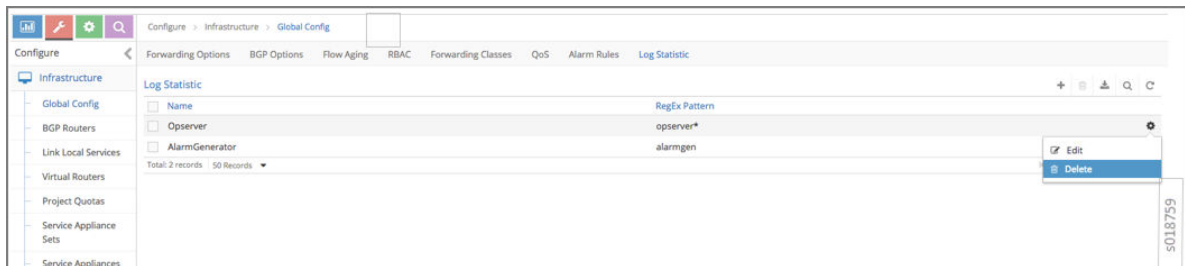 Configure > Infrastructure > Global Config
Configure
Forwarding Options BGP Options Flow Aging RBAC Forwarding Classes QoS Alarm Rules Log Statistic
Infrastructure
Global Config
BGP Routers
Link Local Services
Virtual Routers
Project Quotas
Service Appliance
Sets
Service Appliances
Log Statistic
Name RegEx Pattern
Opserver opserver*
AlarmGenerator alarmgen
Total: 2 records 50 Records
Edit
Delete
s018759